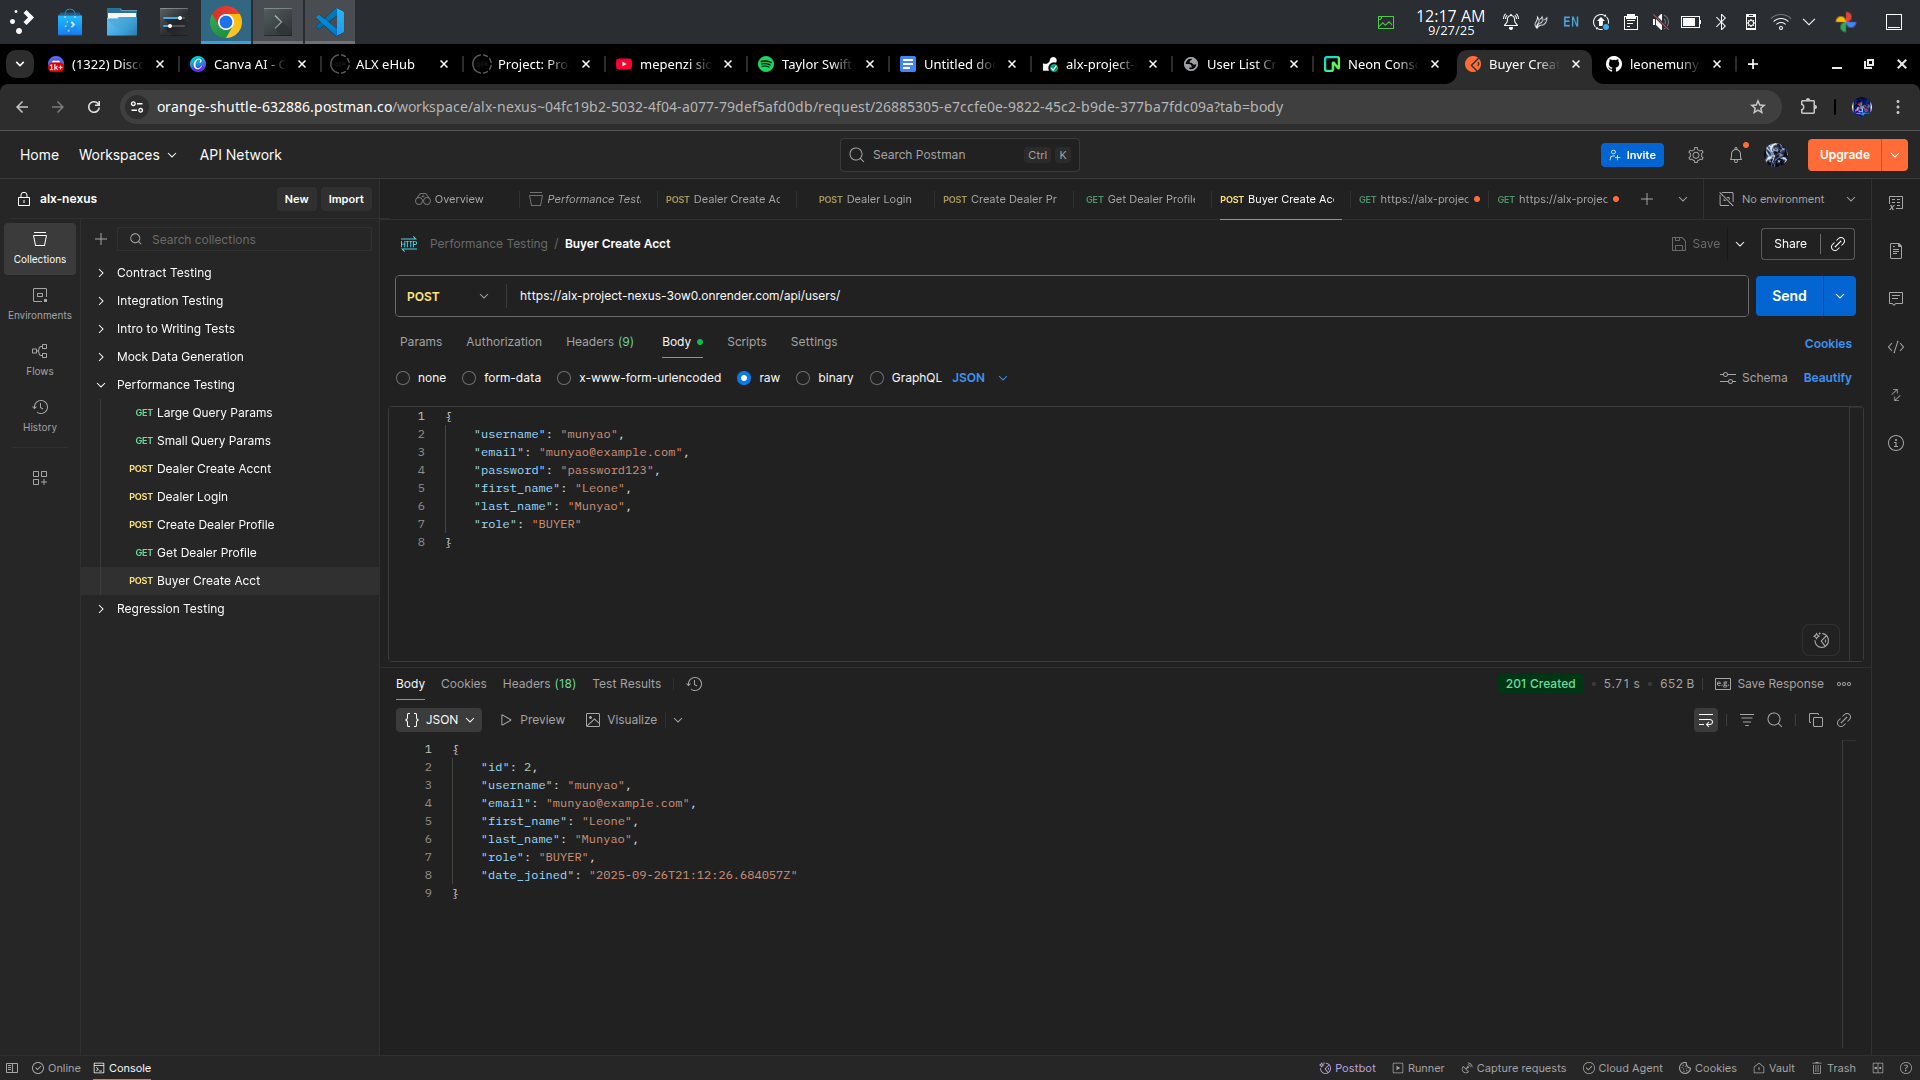 12:17 AM
9/27/25
EN
(1322) Disc
Canva AI - C
ALX eHub
Project: Pro
mepenzi sic
Taylor Swift
Untitled do
alx-project-
User List Cr
Neon Cons
Buyer Creat
leonemuny
orange-shuttle-632886.postman.co/workspace/alx-nexus~04fc19b2-5032-4f04-a077-79def5afd0db/request/26885305-e7ccfe0e-9822-45c2-b9de-377ba7fdc09a?tab=body
Home
Workspaces
API Network
Search Postman
Ctrl K
Invite
Upgrade
alx-nexus
New
Import
Overview
Performance Test
POST Dealer Create Ac
POST Dealer Login
POST Create Dealer Pr
GET Get Dealer Profile
POST Buyer Create Ac
GET https://alx-projec
GET https://alx-projec
No environment
Collections
Environments
Flows
History
Search collections
Contract Testing
Integration Testing
Intro to Writing Tests
Mock Data Generation
Performance Testing
GET Large Query Params
GET Small Query Params
POST Dealer Create Accnt
POST Dealer Login
POST Create Dealer Profile
GET Get Dealer Profile
POST Buyer Create Acct
Regression Testing
HTTP
Performance Testing / Buyer Create Acct
Save
Share
POST
https://alx-project-nexus-3ow0.onrender.com/api/users/
Send
Params
Authorization
Headers (9)
Body
Scripts
Settings
Cookies
none
form-data
x-www-form-urlencoded
raw
binary
GraphQL
JSON
Schema
Beautify
1 {
2 "username": "munyao",
3 "email": "munyao@example.com",
4 "password": "password123",
5 "first_name": "Leone",
6 "last_name": "Munyao",
7 "role": "BUYER"
8 }
Body
Cookies
Headers (18)
Test Results
201 Created
5.71 s
652 B
e.g. Save Response
{} JSON
Preview
Visualize
1 {
2 "id": 2,
3 "username": "munyao",
4 "email": "munyao@example.com",
5 "first_name": "Leone",
6 "last_name": "Munyao",
7 "role": "BUYER",
8 "date_joined": "2025-09-26T21:12:26.684057Z"
9 }
Online
Console
Postbot
Runner
Capture requests
Cloud Agent
Cookies
Vault
Trash